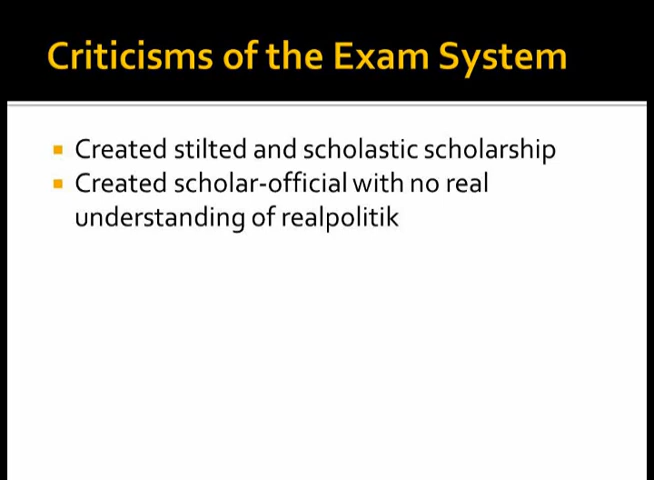 Criticisms of the Exam System
Created stilted and scholastic scholarship
Created scholar-official with no real
understanding of realpolitik